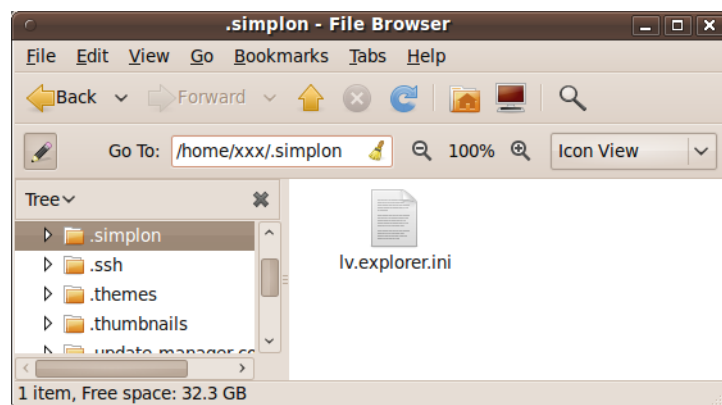 .simplon - File Browser
File Edit View Go Bookmarks Tabs Help
Back Forward
Go To: /home/xxx/.simplon 100% Icon View
Tree
.simplon
.ssh
.themes
.thumbnails
lv.explorer.ini
1 item, Free space: 32.3 GB